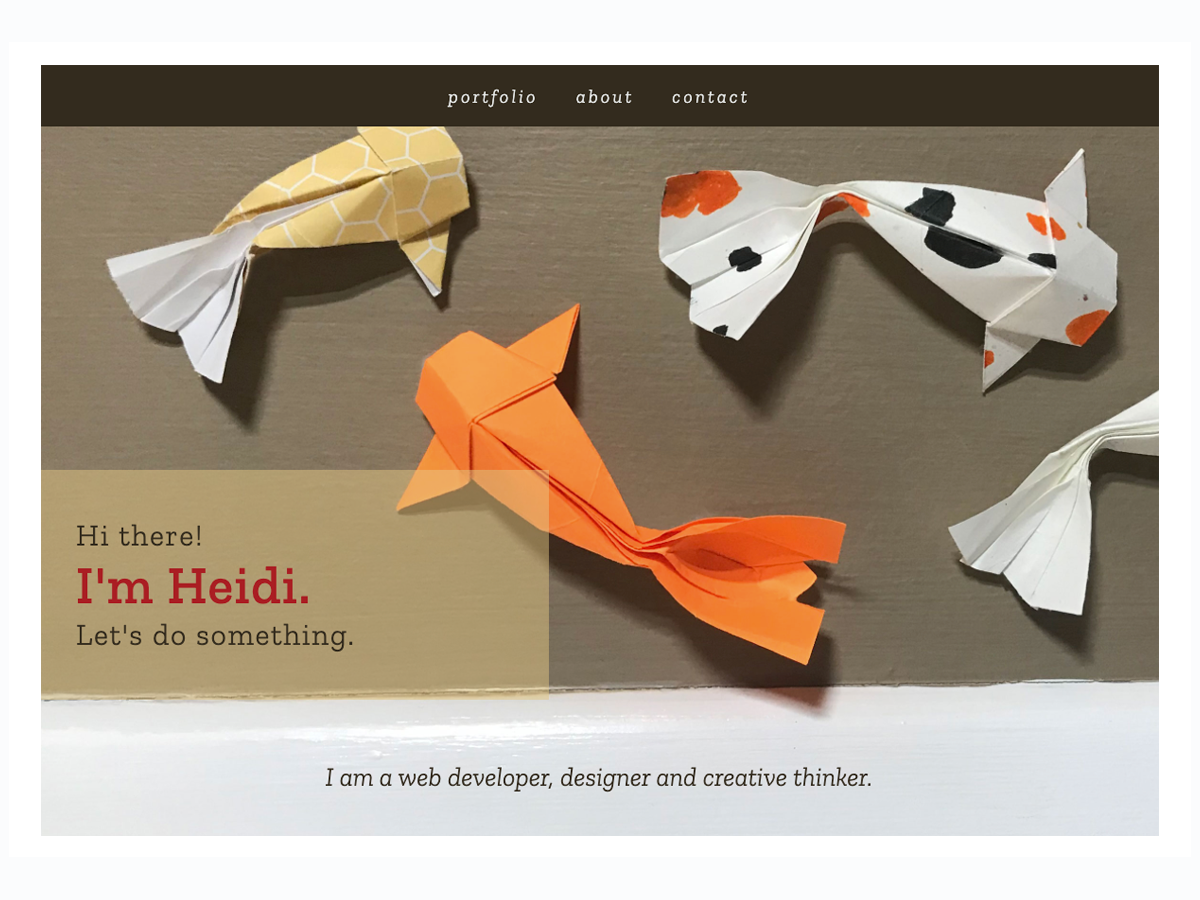 portfolio about contact
Hi there!
I'm Heidi.
Let's do something.
I am a web developer, designer and creative thinker.